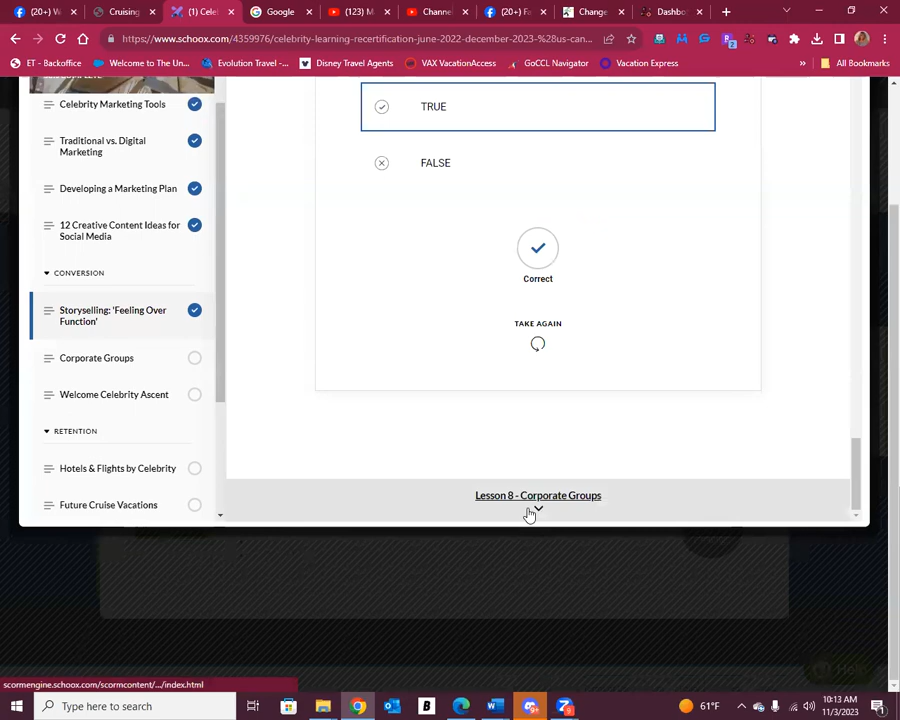 (20+) W
Cruising
(1) Cele
Google
(123) M
Channel
(20+) Fa
Change
Dashbo
https://www.schoox.com/4359976/celebrity-learning-recertification-june-2022-december-2023-%28us-can...
ET - Backoffice
Welcome to The Un...
Evolution Travel -...
Disney Travel Agents
VAX VacationAccess
GoCCL Navigator
Vacation Express
»
All Bookmarks
Celebrity Marketing Tools
Traditional vs. Digital
Marketing
Developing a Marketing Plan
12 Creative Content Ideas for
Social Media
CONVERSION
Storyselling: 'Feeling Over
Function'
Corporate Groups
Welcome Celebrity Ascent
RETENTION
Hotels & Flights by Celebrity
Future Cruise Vacations
TRUE
FALSE
Correct
TAKE AGAIN
Lesson 8 - Corporate Groups
Help
scormengine.schoox.com/scormcontent/.../index.html
Type here to search
61°F
10:13 AM
11/3/2023